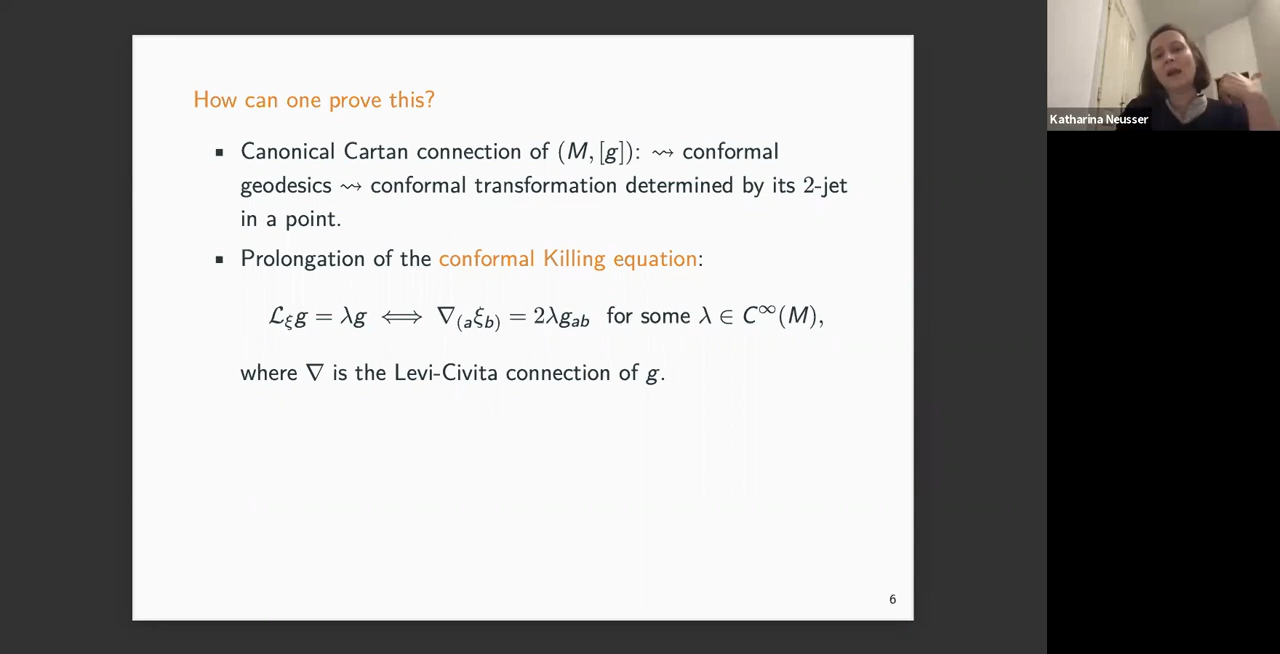 How can one prove this?
▪ Canonical Cartan connection of (M, [g]): ⇝ conformal
geodesics ⇝ conformal transformation determined by its 2-jet
in a point.
▪ Prolongation of the conformal Killing equation:
ℒ_ξ g = λg ⟺ ∇_(a ξ_b) = 2λg_ab for some λ ∈ C^∞(M),
where ∇ is the Levi-Civita connection of g.
6
Katharina Neusser